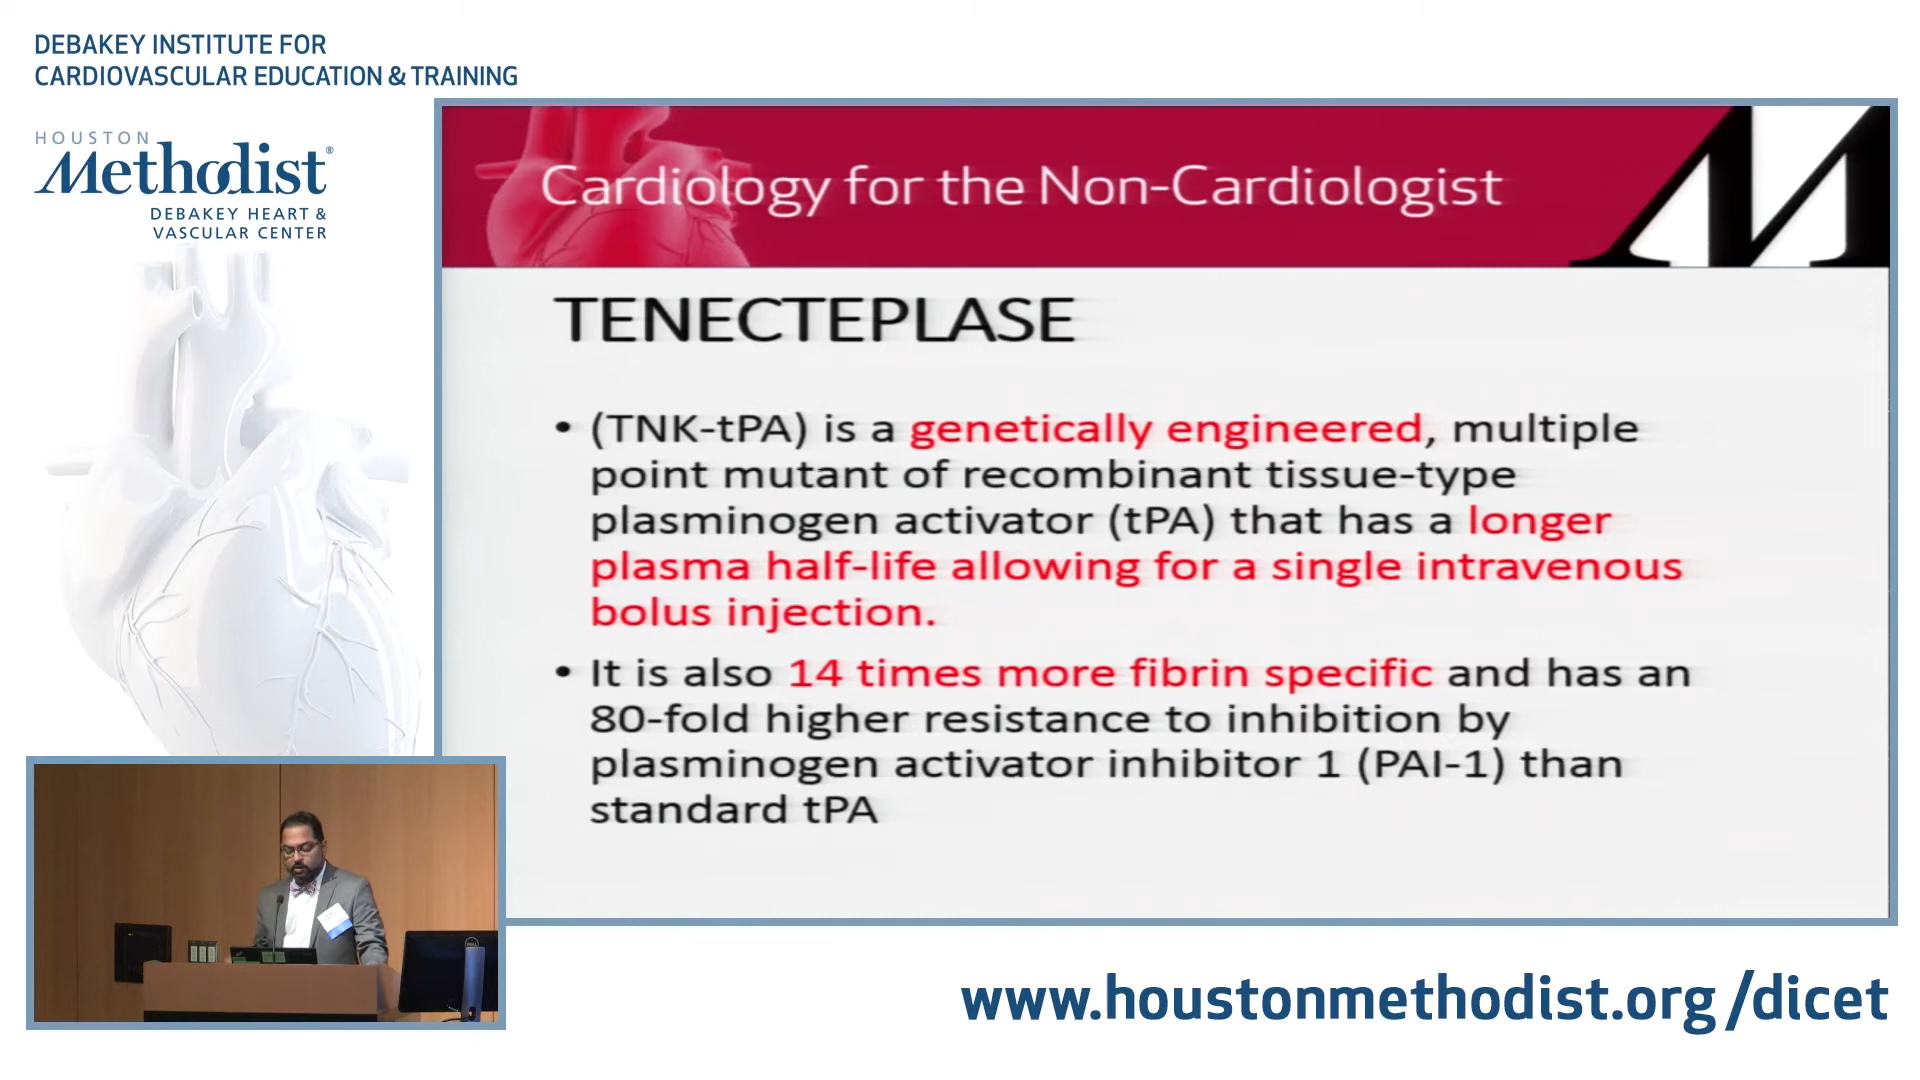 DEBAKEY INSTITUTE FOR
CARDIOVASCULAR EDUCATION & TRAINING
HOUSTON
Methodist®
DEBAKEY HEART &
VASCULAR CENTER
Cardiology for the Non-Cardiologist
M
TENECTEPLASE
• (TNK-tPA) is a genetically engineered, multiple
point mutant of recombinant tissue-type
plasminogen activator (tPA) that has a longer
plasma half-life allowing for a single intravenous
bolus injection.
• It is also 14 times more fibrin specific and has an
80-fold higher resistance to inhibition by
plasminogen activator inhibitor 1 (PAI-1) than
standard tPA
www.houstonmethodist.org/dicet